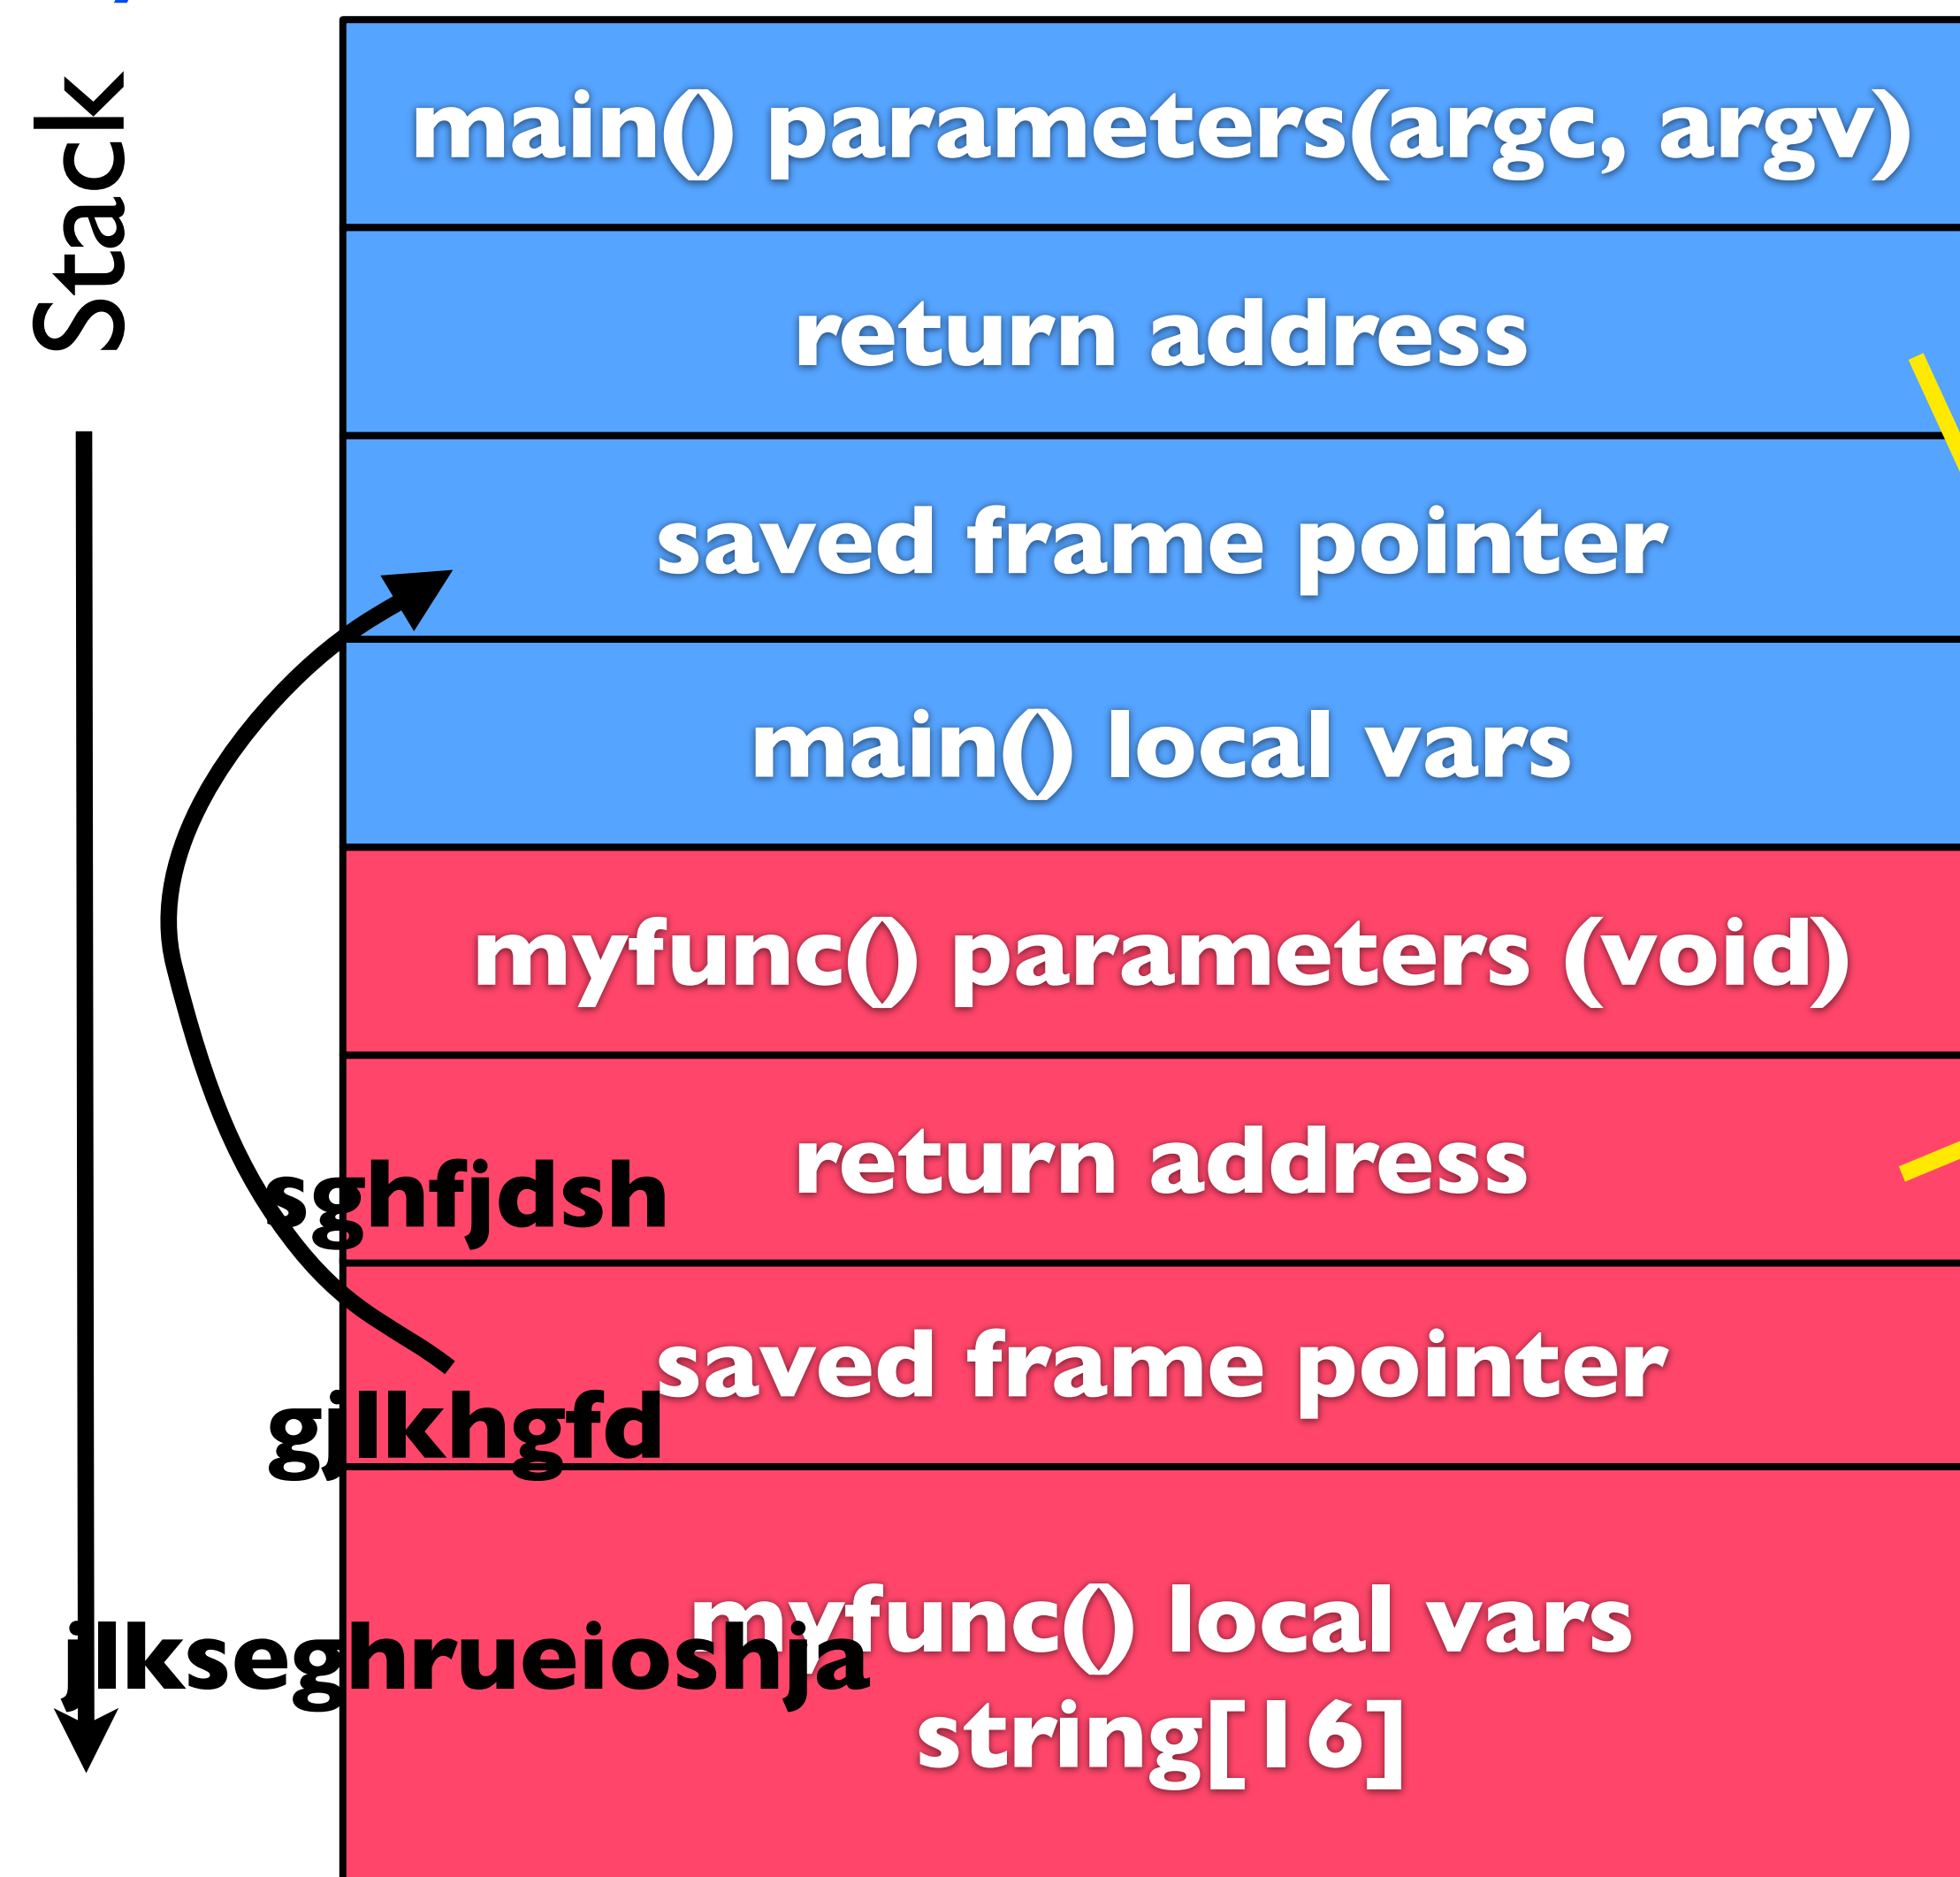 Stack
main() parameters(argc, argv)
return address
saved frame pointer
main() local vars
myfunc() parameters (void)
return address
sghfjdsh
saved frame pointer
gjlkhgfd
myfunc() local vars
jlkseghrueioshja
string[16]